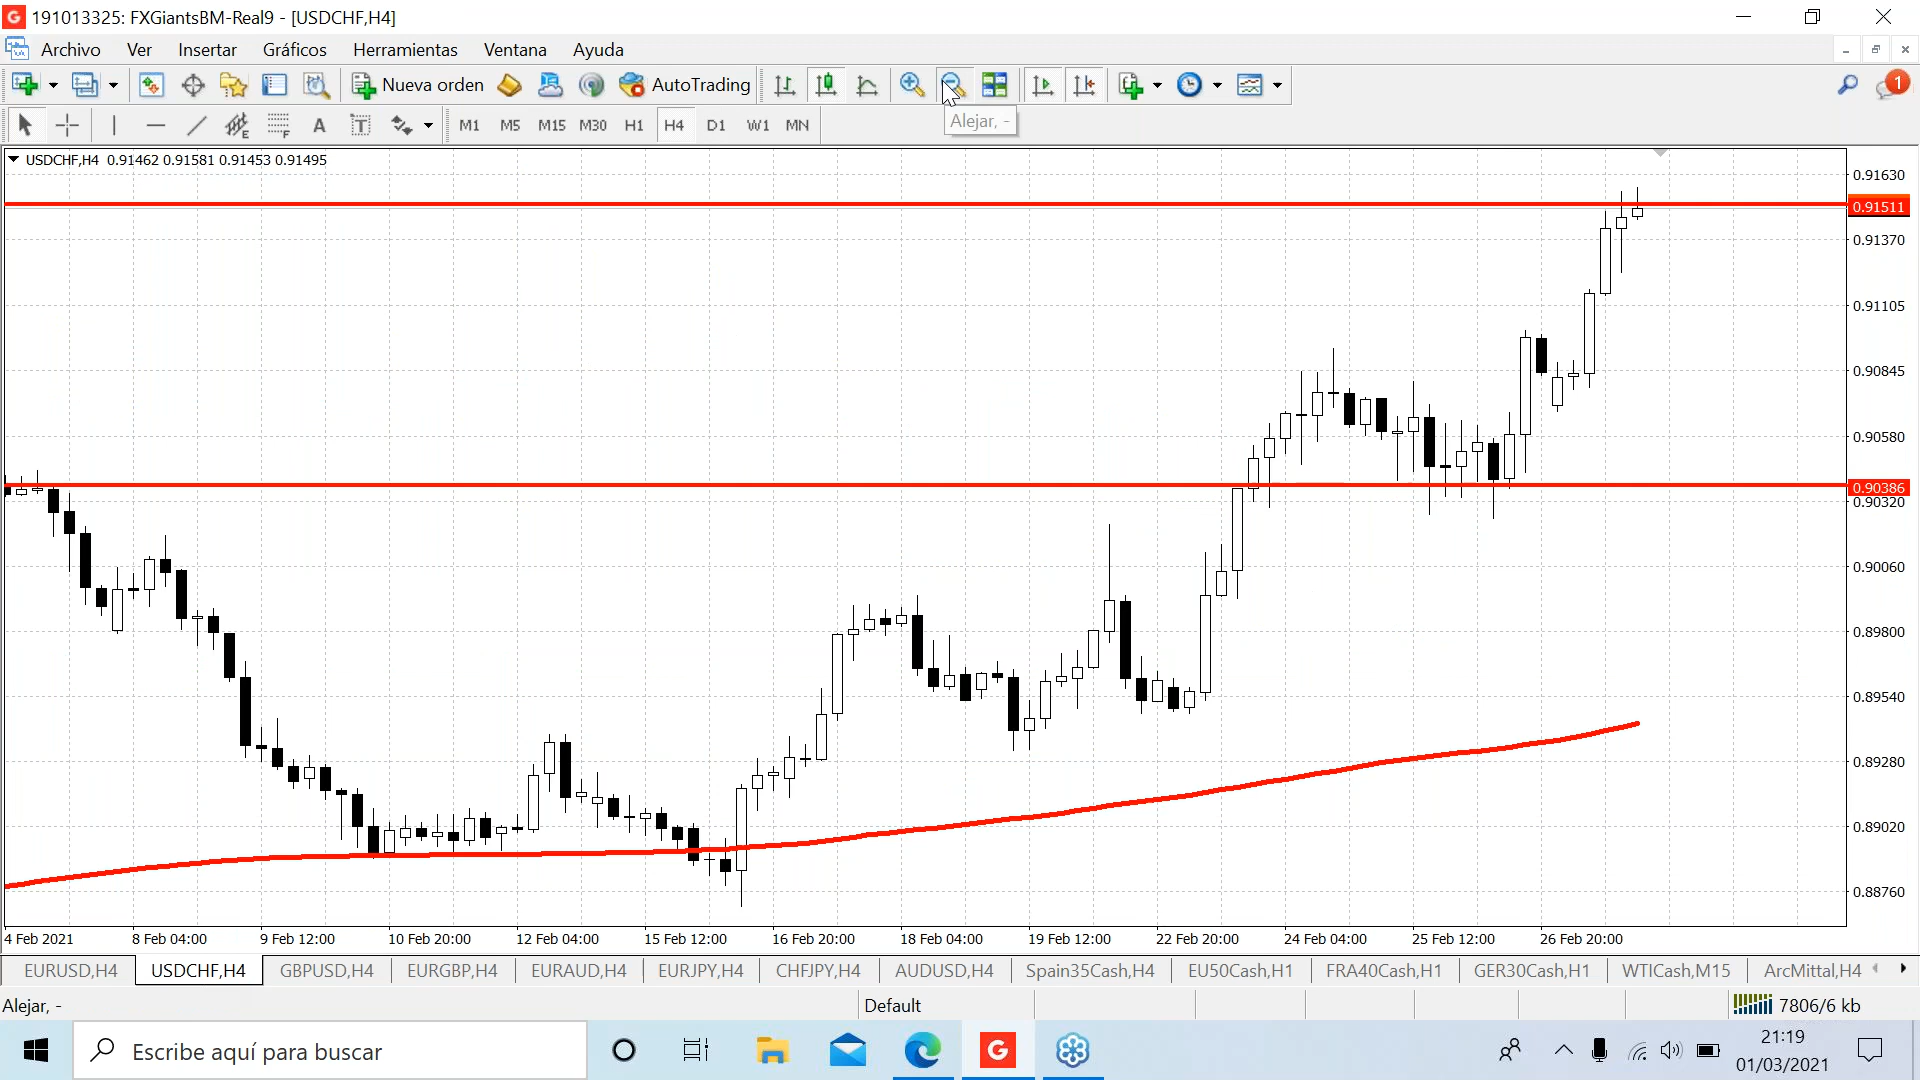 191013325: FXGiantsBM-Real9 - [USDCHF,H4]
Archivo Ver Insertar Gráficos Herramientas Ventana Ayuda
Nueva orden AutoTrading 1
A T M1 M5 M15 M30 H1 H4 D1 W1 MN
Alejar, -
USDCHF,H4 0.91462 0.91581 0.91453 0.91495
0.91630
0.91511
0.91370
0.91105
0.90845
0.90580
0.90386
0.90320
0.90060
0.89800
0.89540
0.89280
0.89020
0.88760
4 Feb 2021 8 Feb 04:00 9 Feb 12:00 10 Feb 20:00 12 Feb 04:00 15 Feb 12:00 16 Feb 20:00 18 Feb 04:00 19 Feb 12:00 22 Feb 20:00 24 Feb 04:00 25 Feb 12:00 26 Feb 20:00
EURUSD,H4 USDCHF,H4 GBPUSD,H4 EURGBP,H4 EURAUD,H4 EURJPY,H4 CHFJPY,H4 AUDUSD,H4 Spain35Cash,H4 EU50Cash,H1 FRA40Cash,H1 GER30Cash,H1 WTICash,M15 ArcMittal,H4
Alejar, - Default 7806/6 kb
Escribe aquí para buscar
21:19
01/03/2021